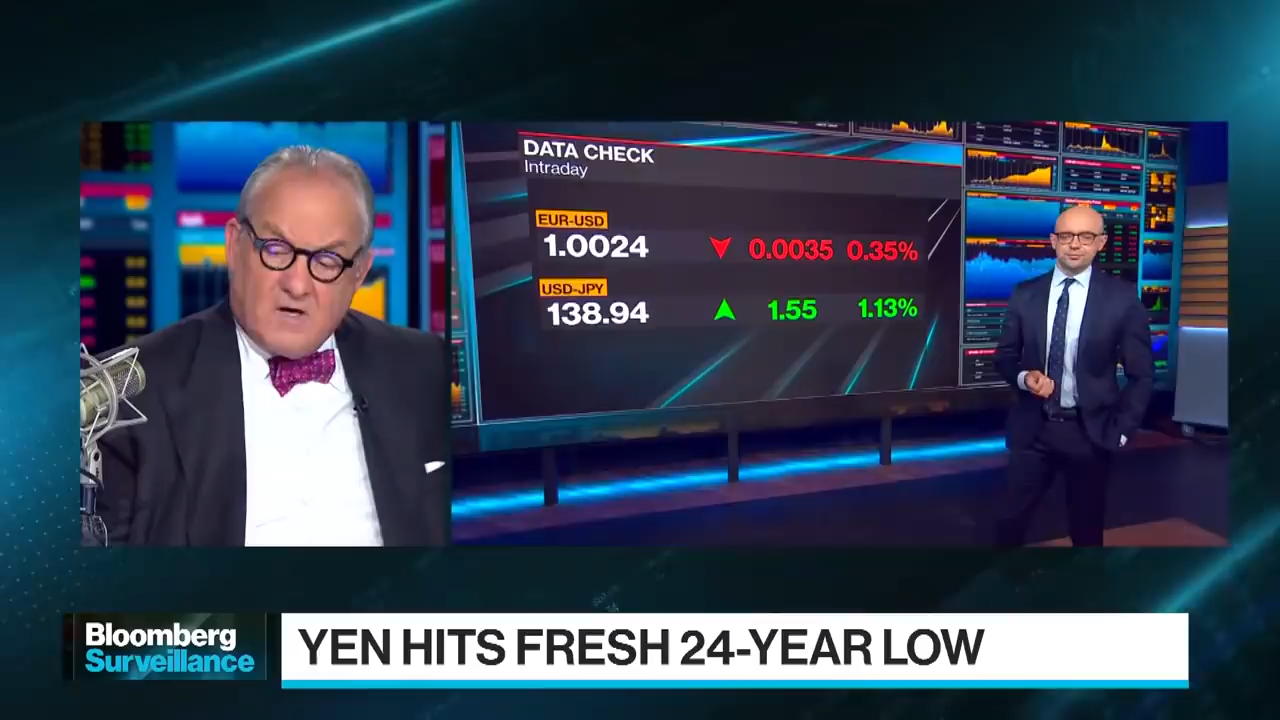 DATA CHECK
Intraday
EUR-USD
1.0024 0.0035 0.35%
USD-JPY
138.94 1.55 1.13%
Bloomberg
Surveillance
YEN HITS FRESH 24-YEAR LOW